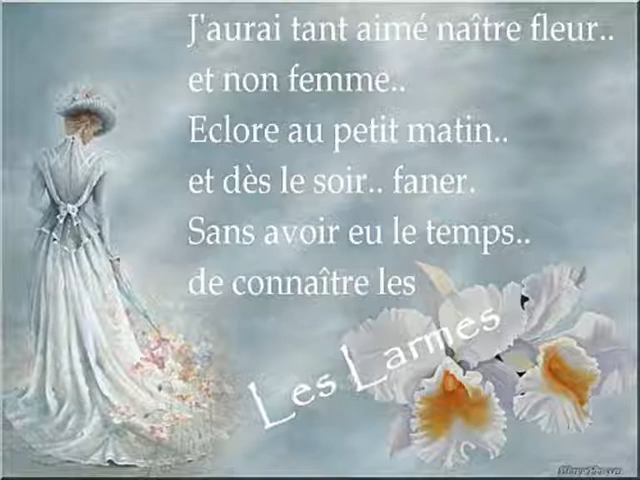 J'aurai tant aimé naître fleur..
et non femme..
Eclore au petit matin..
et dès le soir.. faner.
Sans avoir eu le temps..
de connaître les
Les Larmes